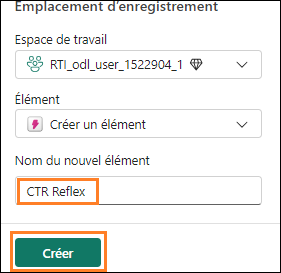 Emplacement d'enregistrement
Espace de travail
RTI_odl_user_1522904_1
Élément
Créer un élément
Nom du nouvel élément
CTR Reflex
Créer